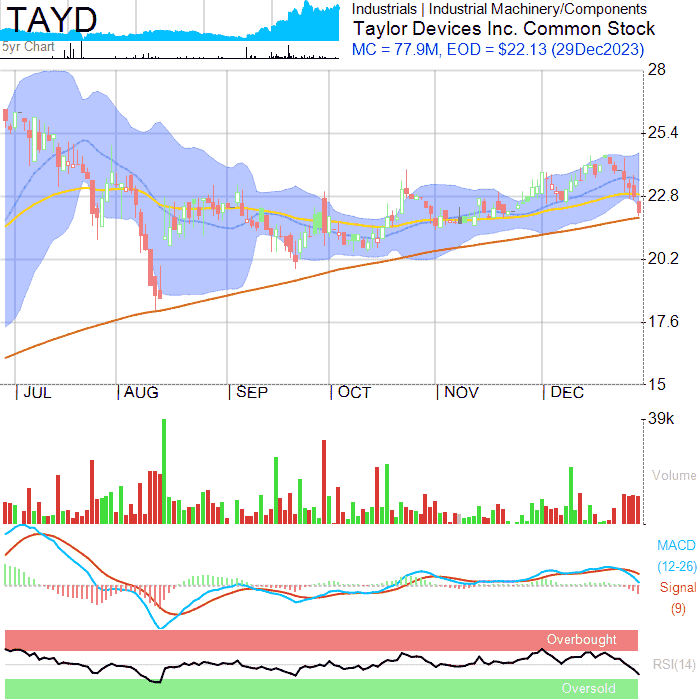 TAYD
5yr Chart
Industrials | Industrial Machinery/Components
Taylor Devices Inc. Common Stock
MC = 77.9M, EOD = $22.13 (29Dec2023)
28
25.4
22.8
20.2
17.6
15
|JUL |AUG |SEP |OCT |NOV |DEC
39k
Volume
MACD
(12-26)
Signal
(9)
Overbought
RSI(14)
Oversold